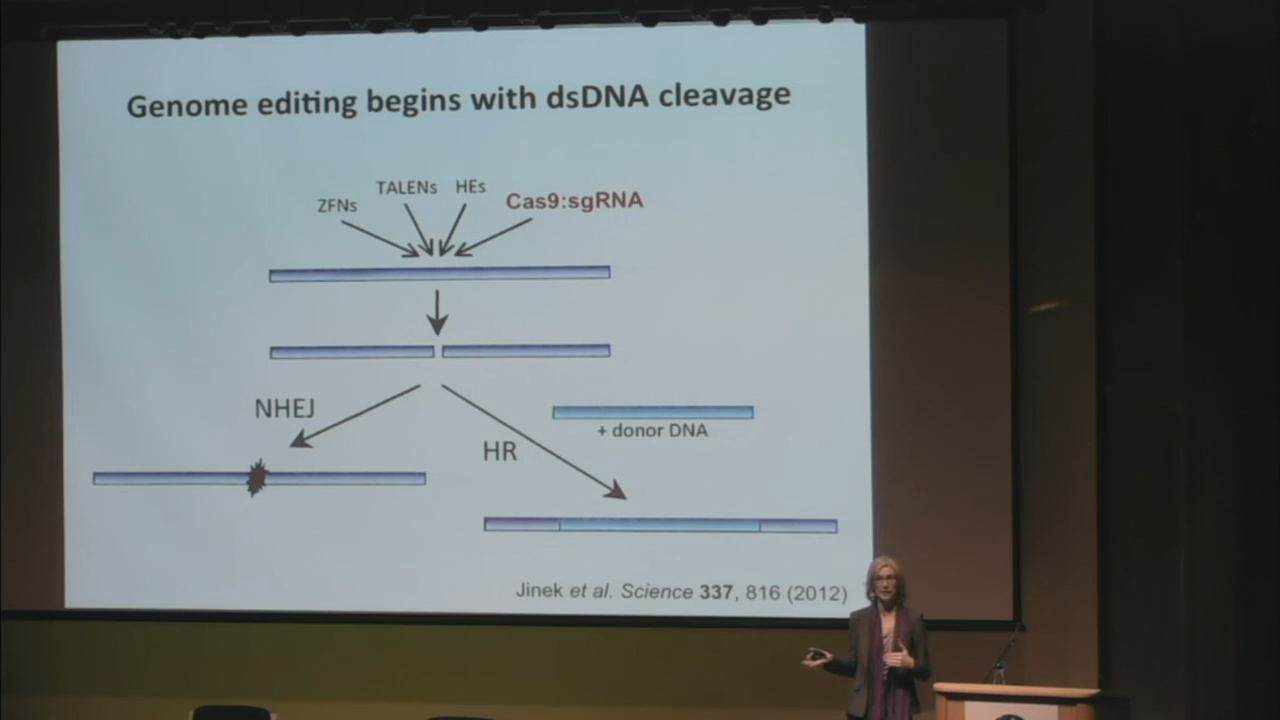 Genome editing begins with dsDNA cleavage
TALENs HEs
ZFNs
Cas9:sgRNA
NHEJ
+ donor DNA
HR
Jinek et al. Science 337, 816 (2012)